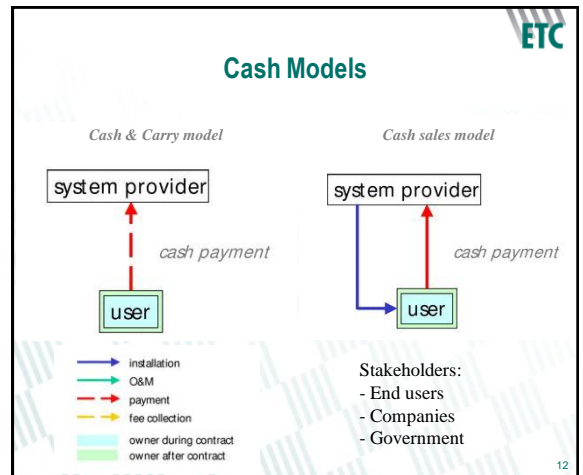 ETC
Cash Models
Cash & Carry model
system provider
cash payment
user
Cash sales model
system provider
cash payment
user
installation
O&M
payment
fee collection
owner during contract
owner after contract
Stakeholders:
- End users
- Companies
- Government
12